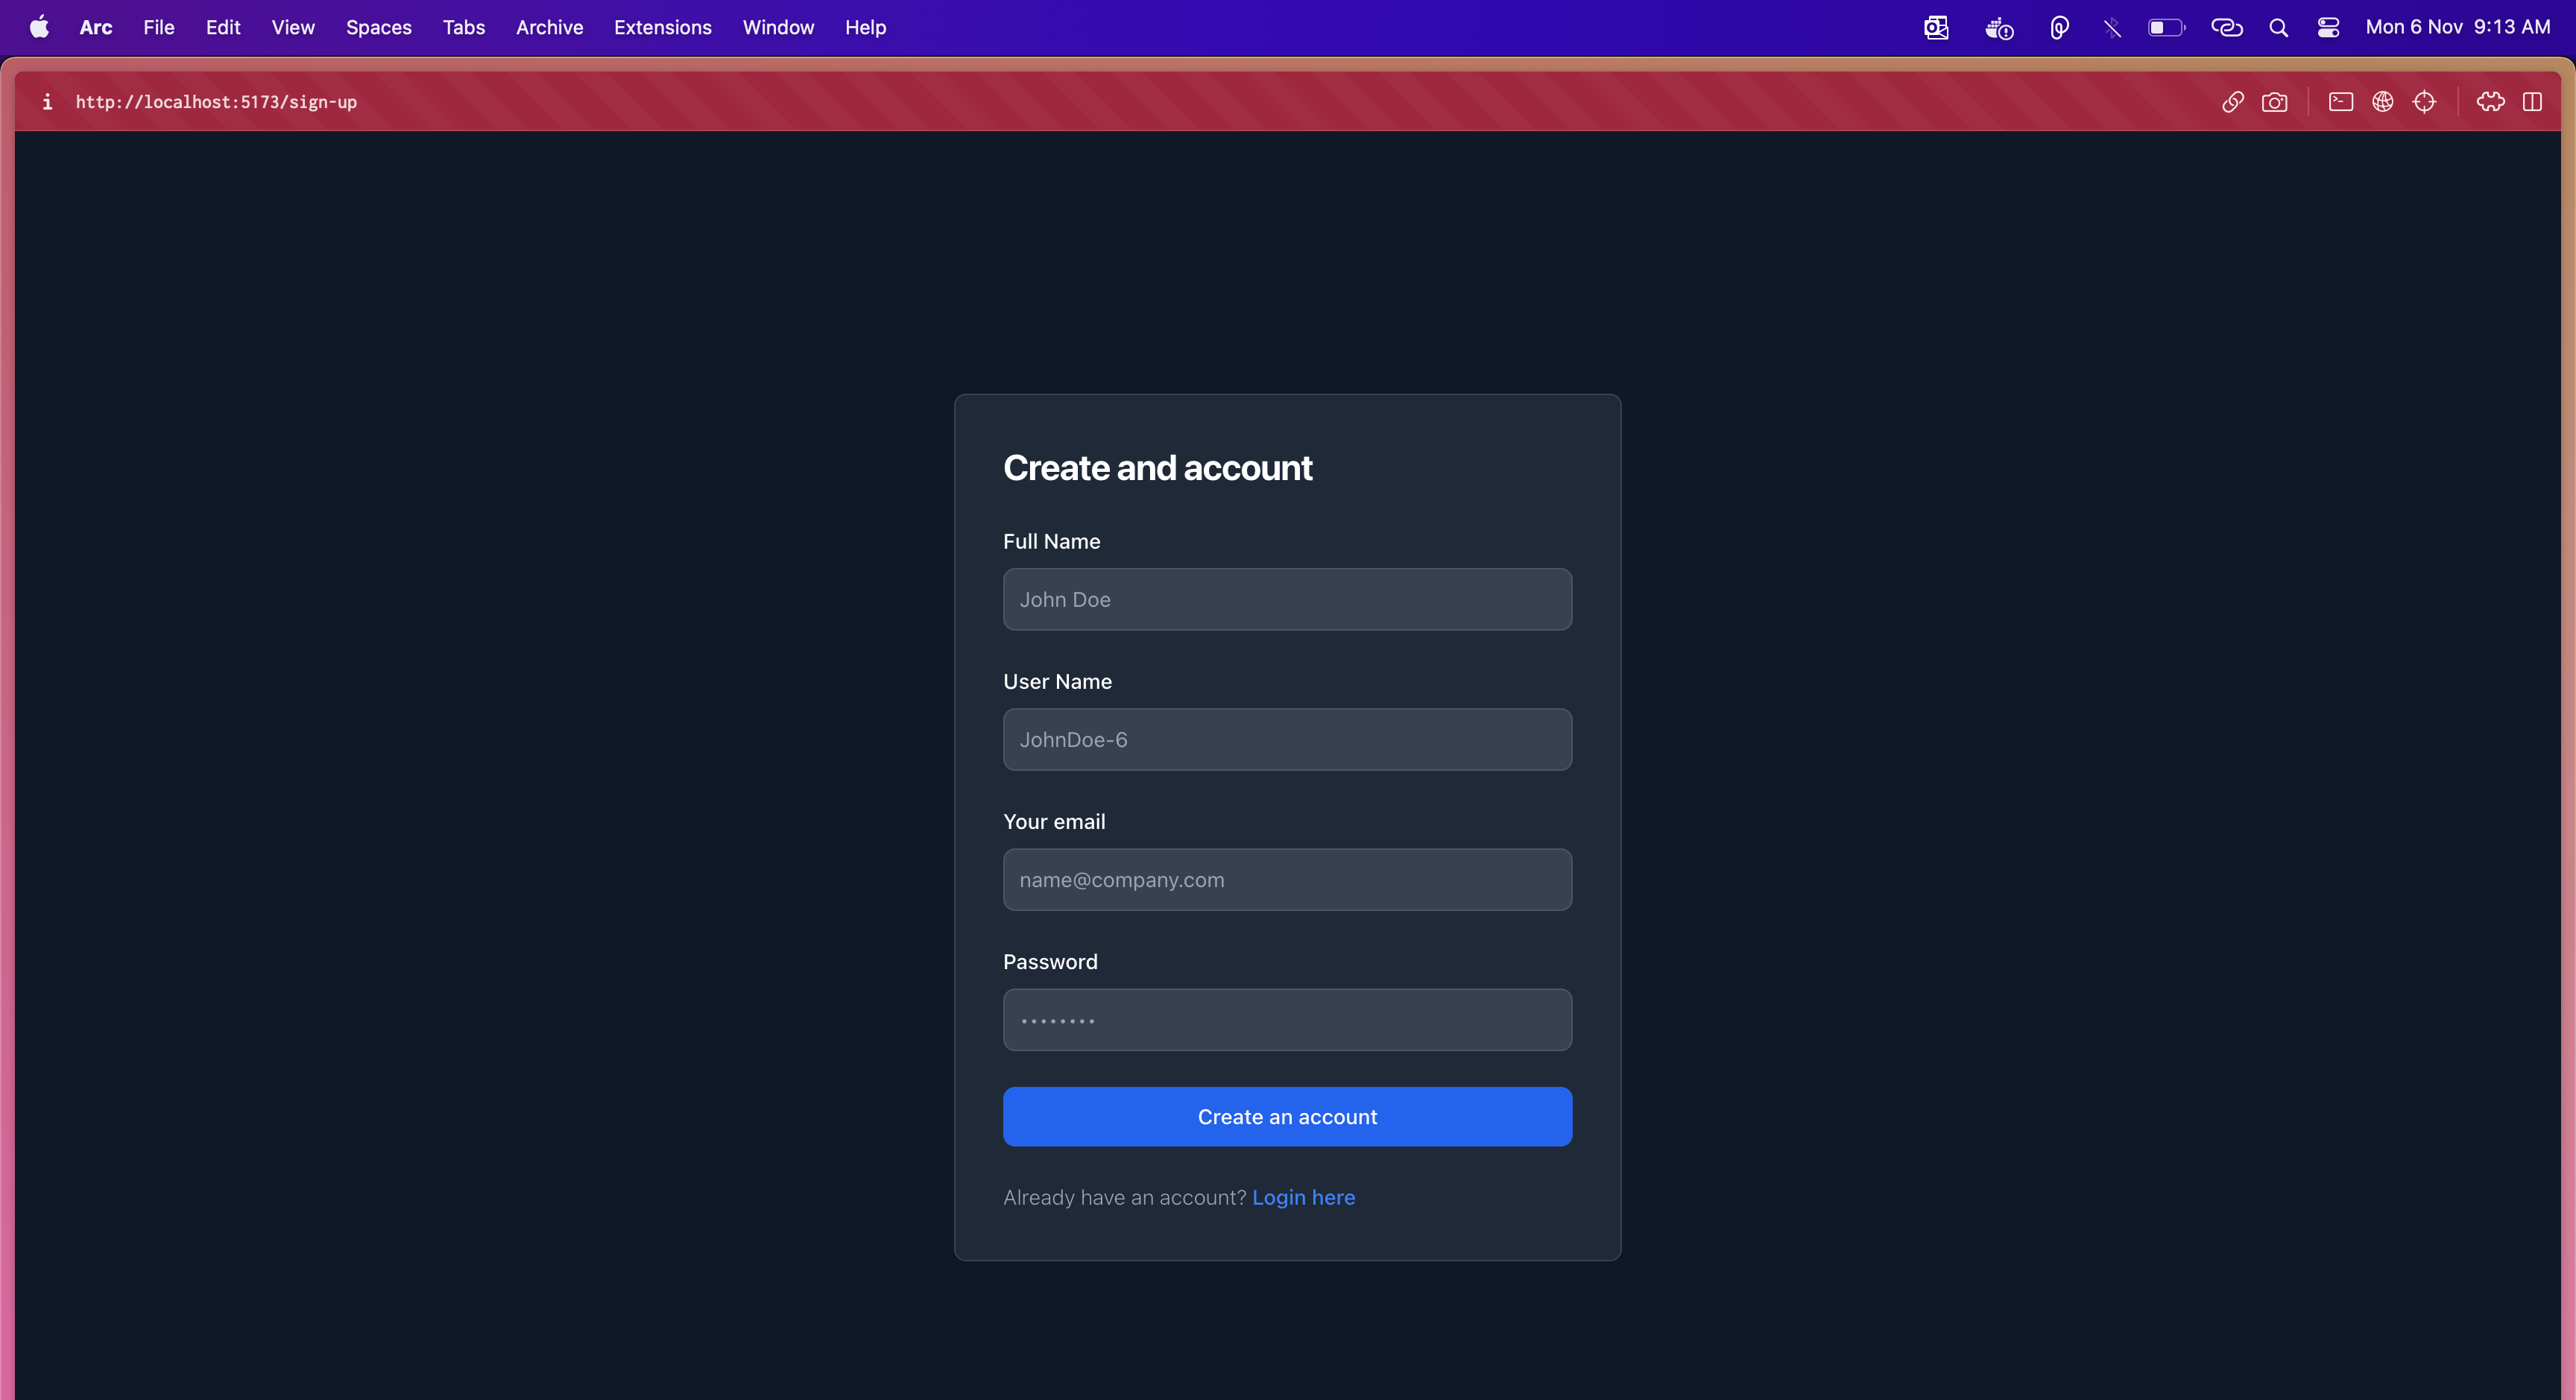 Arc File Edit View Spaces Tabs Archive Extensions Window Help Mon 6 Nov 9:13 AM
http://localhost:5173/sign-up
Create and account
Full Name
John Doe
User Name
JohnDoe-6
Your email
name@company.com
Password
••••••••
Create an account
Already have an account? Login here